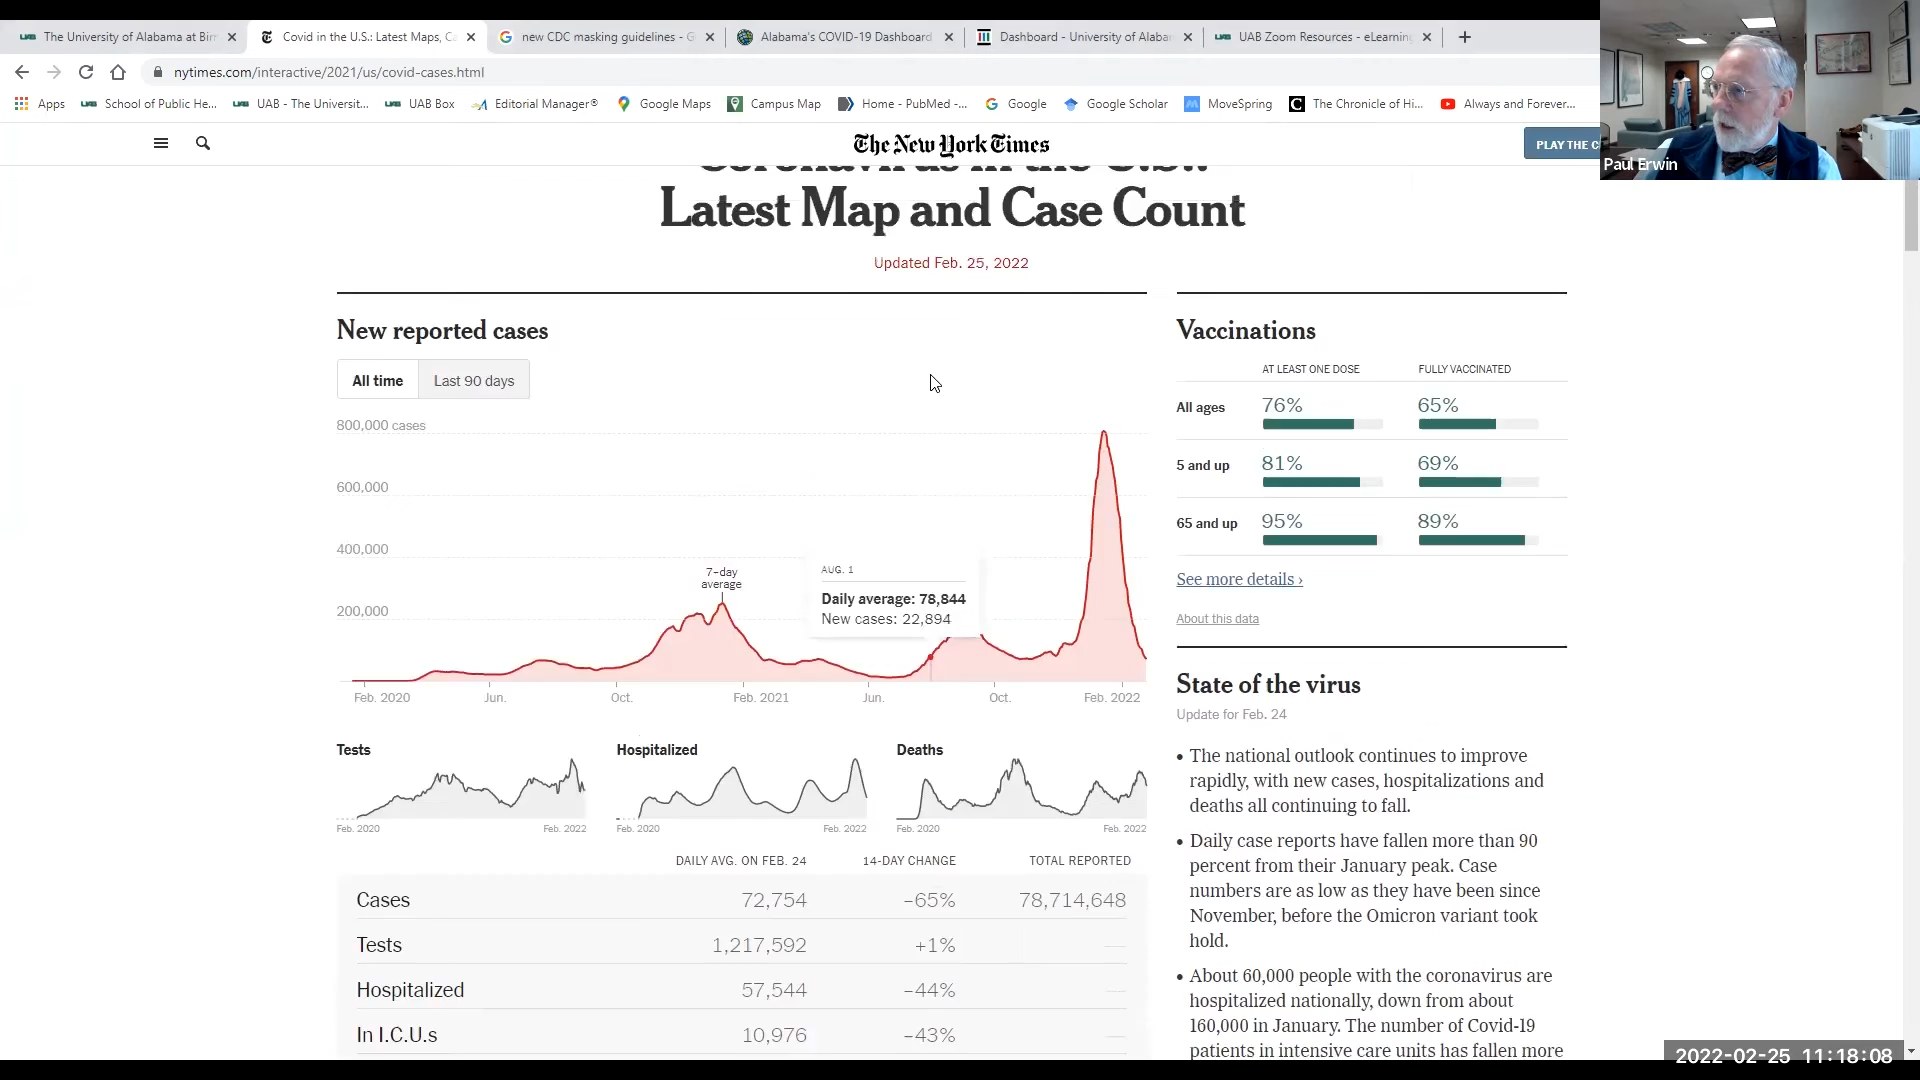 The University of Alabama at Bir
Covid in the U.S.: Latest Maps, C
new CDC masking guidelines - G
Alabama's COVID-19 Dashboard
Dashboard - University of Alabam
UAB Zoom Resources - eLearning
nytimes.com/interactive/2021/us/covid-cases.html
Apps
School of Public He...
UAB - The Universit...
UAB Box
Editorial Manager®
Google Maps
Campus Map
Home - PubMed -...
Google
Google Scholar
MoveSpring
The Chronicle of Hi...
Always and Forever...
The New York Times
PLAY THE C
Paul Erwin
Coronavirus in the U.S.:
Latest Map and Case Count
Updated Feb. 25, 2022
New reported cases
All time
Last 90 days
800,000 cases
600,000
400,000
200,000
7–day
average
AUG. 1
Daily average: 78,844
New cases: 22,894
Feb. 2020
Jun.
Oct.
Feb. 2021
Jun.
Oct.
Feb. 2022
Tests
Feb. 2020
Feb. 2022
Hospitalized
Feb. 2020
Feb. 2022
Deaths
Feb. 2020
Feb. 2022
DAILY AVG. ON FEB. 24
14-DAY CHANGE
TOTAL REPORTED
Cases 72,754 –65% 78,714,648
Tests 1,217,592 +1% —
Hospitalized 57,544 –44% —
In I.C.U.s 10,976 –43% —
Vaccinations
AT LEAST ONE DOSE
FULLY VACCINATED
All ages 76% 65%
5 and up 81% 69%
65 and up 95% 89%
See more details ›
About this data
State of the virus
Update for Feb. 24
• The national outlook continues to improve
rapidly, with new cases, hospitalizations and
deaths all continuing to fall.
• Daily case reports have fallen more than 90
percent from their January peak. Case
numbers are as low as they have been since
November, before the Omicron variant took
hold.
• About 60,000 people with the coronavirus are
hospitalized nationally, down from about
160,000 in January. The number of Covid-19
patients in intensive care units has fallen more
2022-02-25 11:18:08